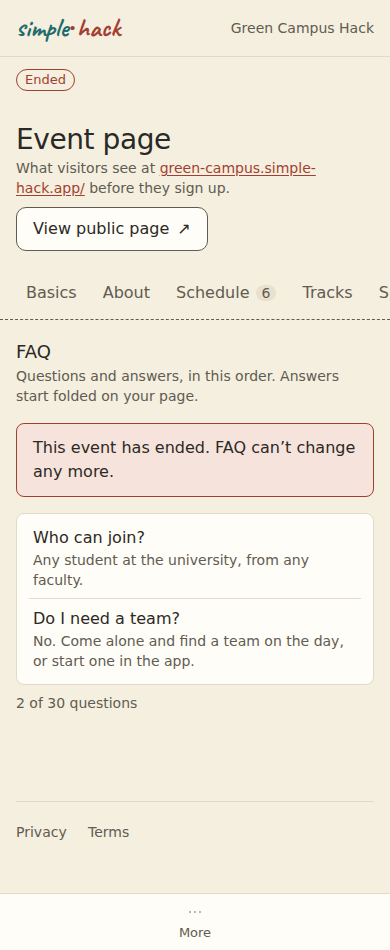 simple·hack
Green Campus Hack
Ended
Event page
What visitors see at green-campus.simple-
hack.app/ before they sign up.
View public page ↗
Basics About Schedule 6 Tracks S
FAQ
Questions and answers, in this order. Answers
start folded on your page.
This event has ended. FAQ can’t change
any more.
Who can join?
Any student at the university, from any
faculty.
Do I need a team?
No. Come alone and find a team on the day,
or start one in the app.
2 of 30 questions
Privacy Terms
...
More